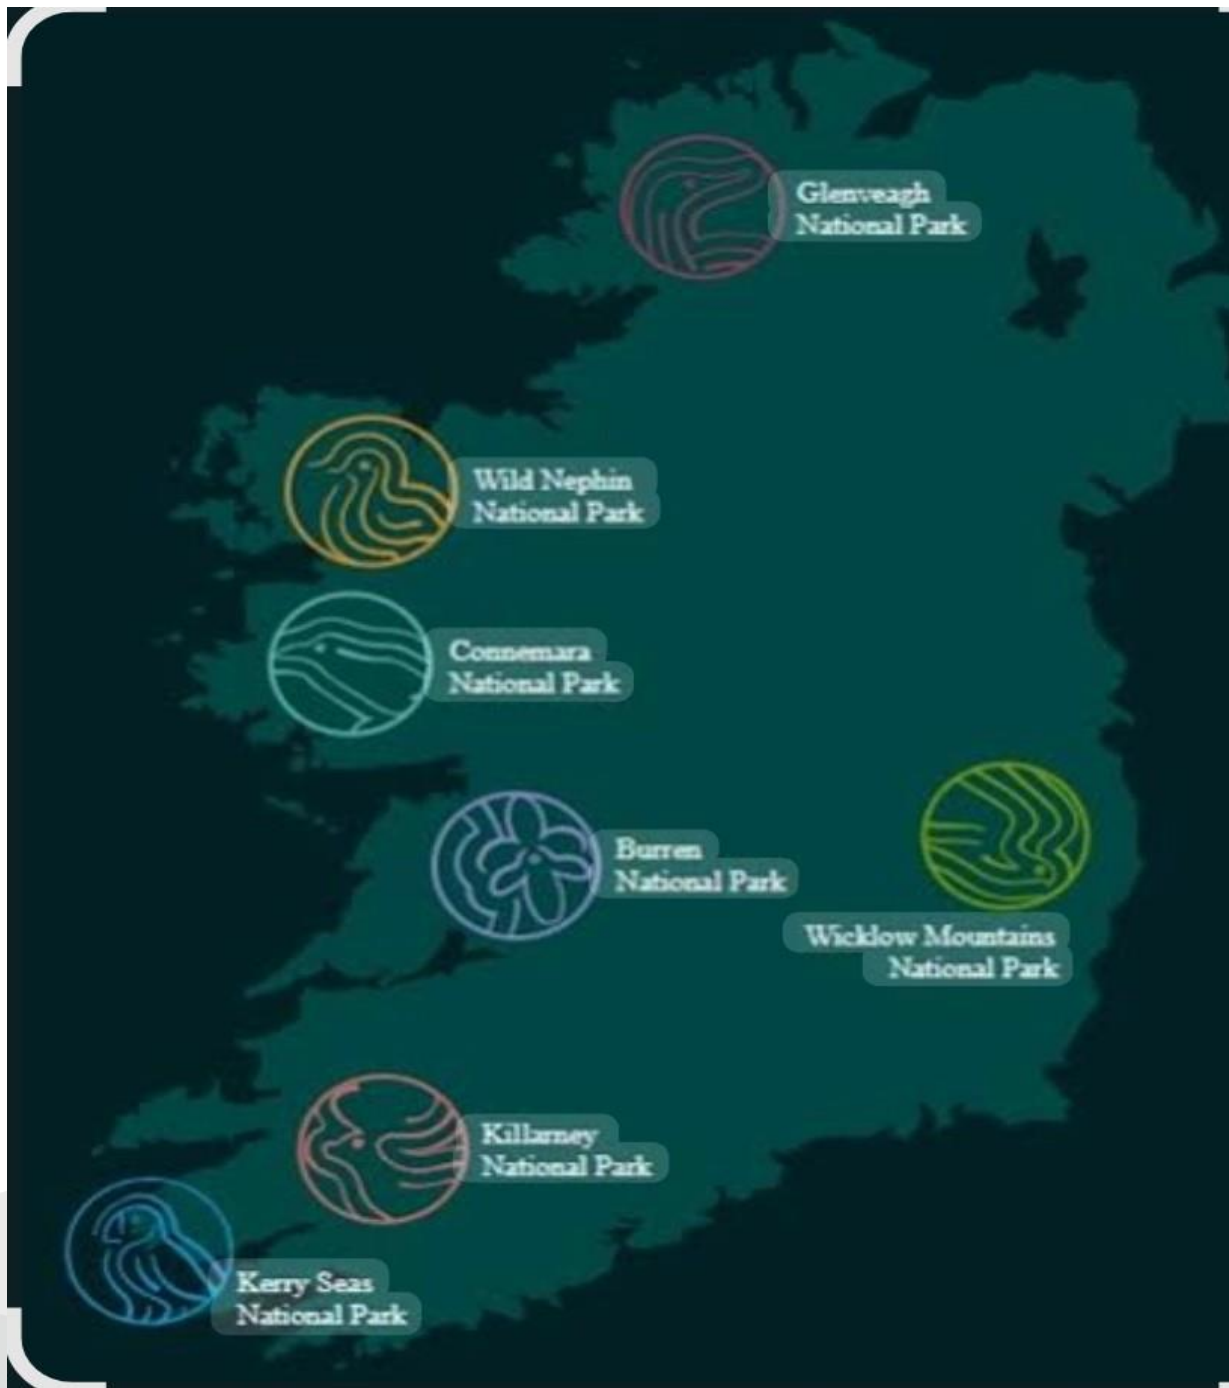 Glenveagh
National Park
Wild Nephin
National Park
Connemara
National Park
Burren
National Park
Wicklow Mountains
National Park
Killarney
National Park
Kerry Seas
National Park